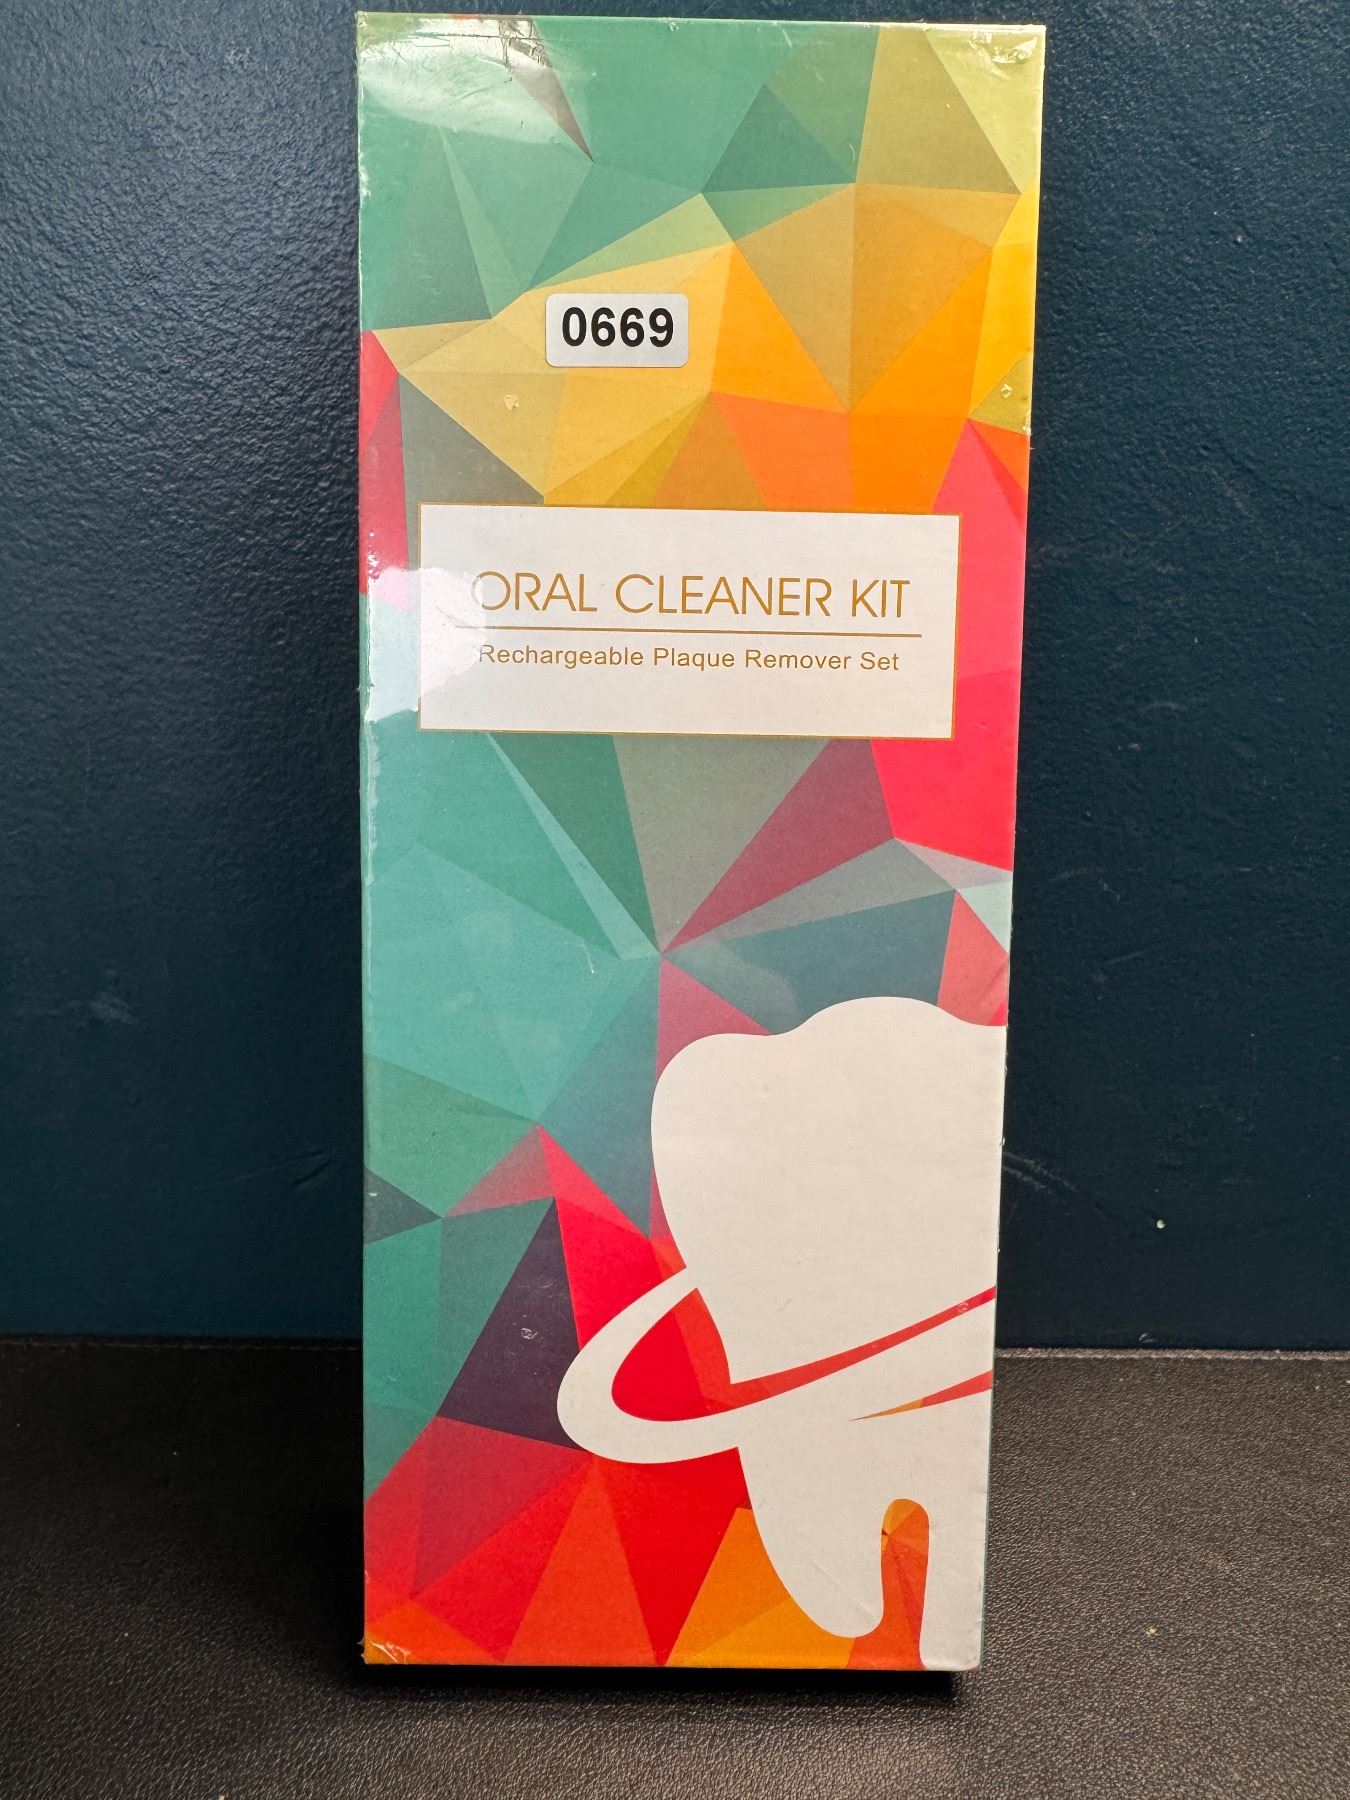 0669
ORAL CLEANER KIT
Rechargeable Plaque Remover Set